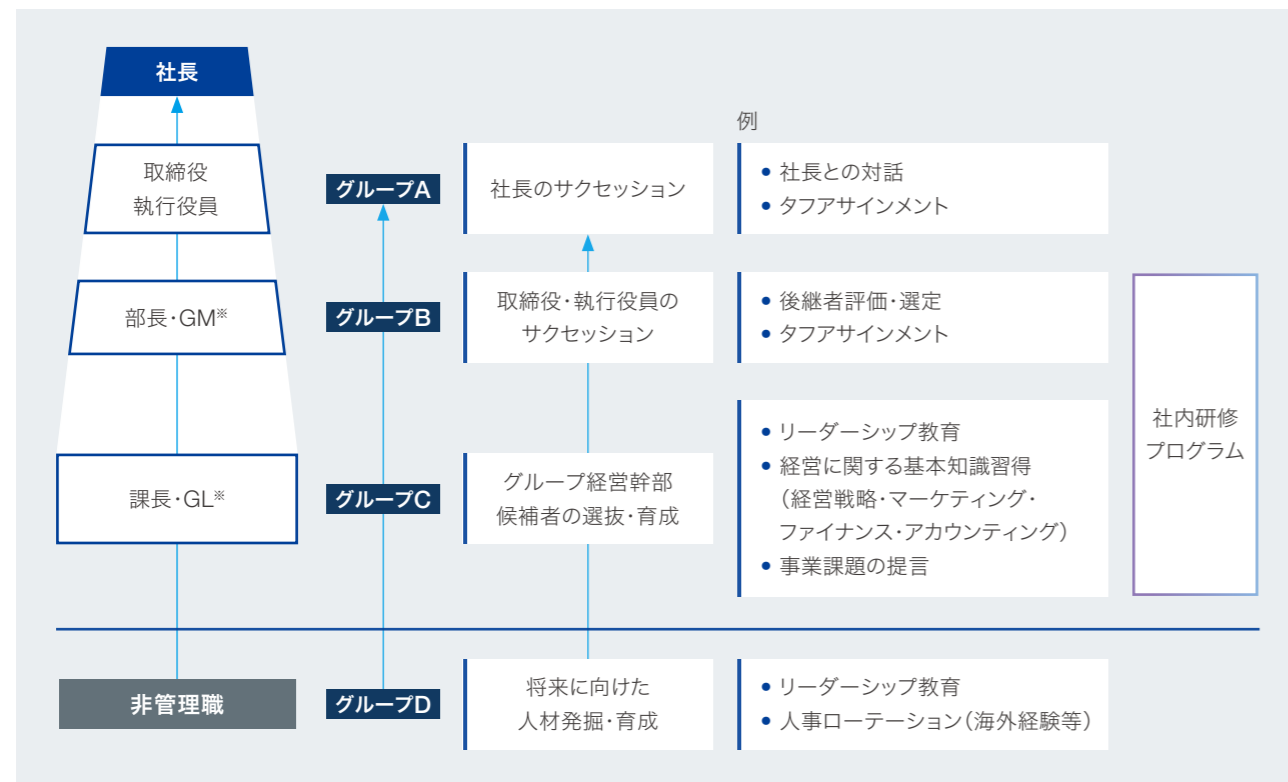 社長
例
取締役
執行役員
グループA
社長のサクセッション
● 社長との対話
● タフアサインメント
部長・GM※
グループB
取締役・執行役員の
サクセッション
● 後継者評価・選定
● タフアサインメント
課長・GL※
グループC
グループ経営幹部
候補者の選抜・育成
● リーダーシップ教育
● 経営に関する基本知識習得
（経営戦略・マーケティング・
ファイナンス・アカウンティング）
● 事業課題の提言
社内研修
プログラム
非管理職
グループD
将来に向けた
人材発掘・育成
● リーダーシップ教育
● 人事ローテーション（海外経験等）